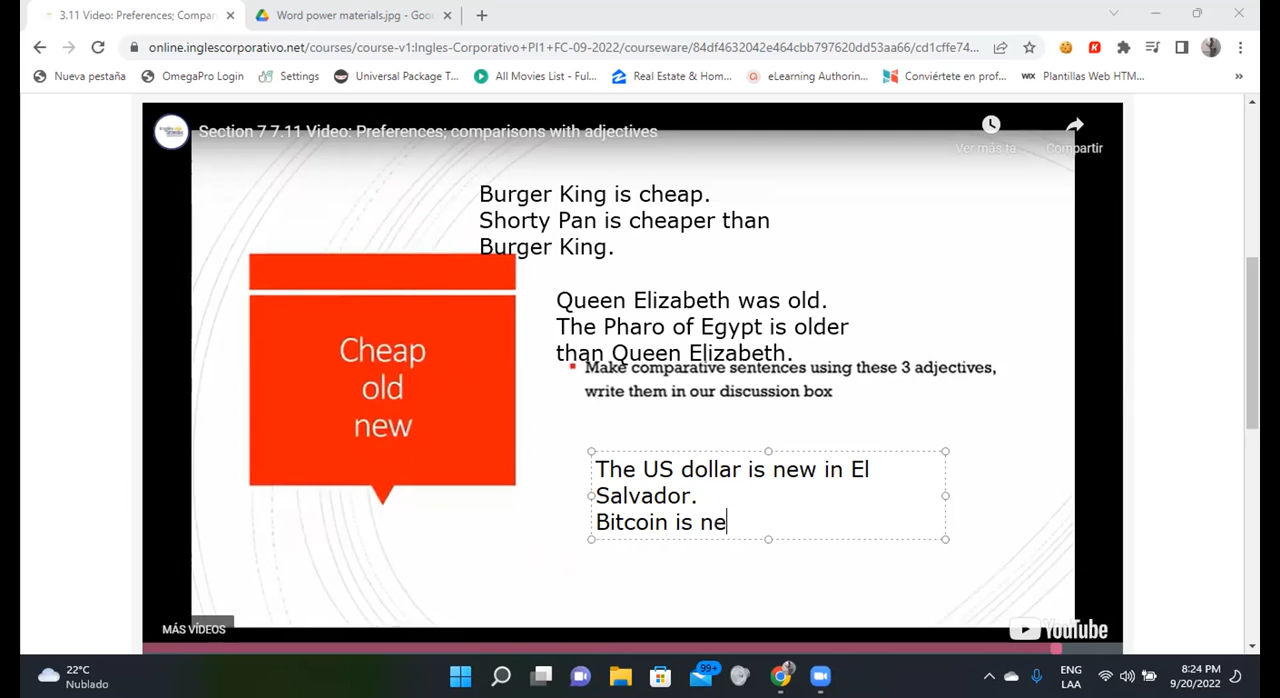 3.11 Video: Preferences; Compar
Word power materials.jpg - Goo
online.inglescorporativo.net/courses/course-v1:Ingles-Corporativo+PI1+FC-09-2022/courseware/84df4632042e464cbb797620dd53aa66/cd1cffe74...
Nueva pestaña
OmegaPro Login
Settings
Universal Package T...
All Movies List - Ful...
Real Estate & Hom...
eLearning Authorin...
Conviértete en prof...
WIX Plantillas Web HTM...
»
Section 7 7.11 Video: Preferences; comparisons with adjectives
Ver más ta...
Compartir
Burger King is cheap.
Shorty Pan is cheaper than
Burger King.
Cheap
old
new
Queen Elizabeth was old.
The Pharo of Egypt is older
than Queen Elizabeth.
Make comparative sentences using these 3 adjectives,
write them in our discussion box
The US dollar is new in El
Salvador.
Bitcoin is ne
MÁS VÍDEOS
YouTube
22°C
Nublado
99+
ENG
LAA
8:24 PM
9/20/2022